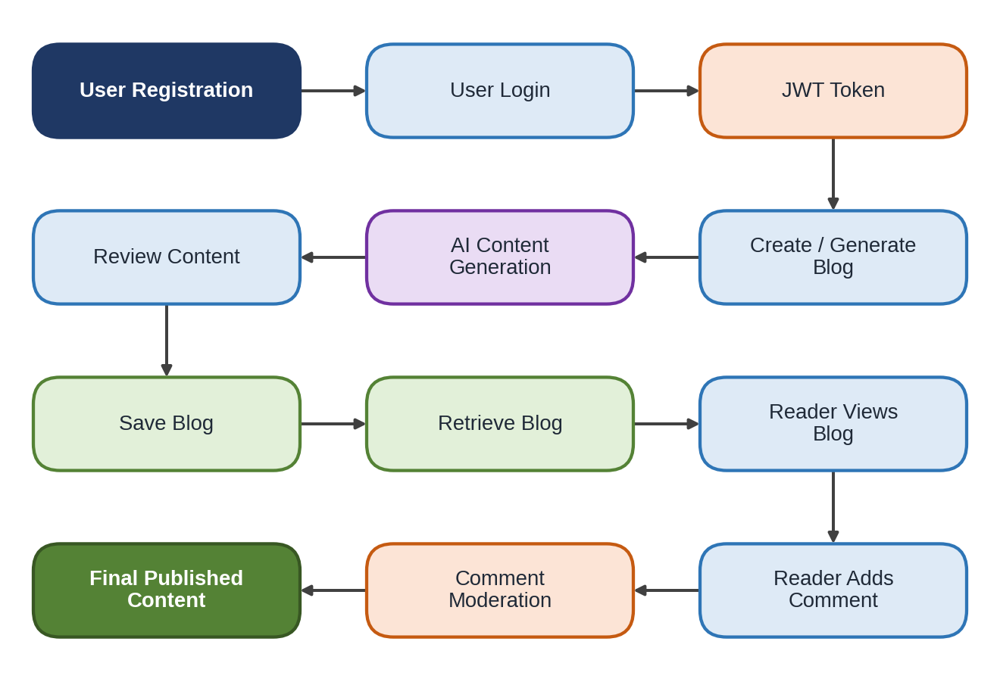 User Registration
User Login
JWT Token
Review Content
AI Content
Generation
Create / Generate
Blog
Save Blog
Retrieve Blog
Reader Views
Blog
Final Published
Content
Comment
Moderation
Reader Adds
Comment